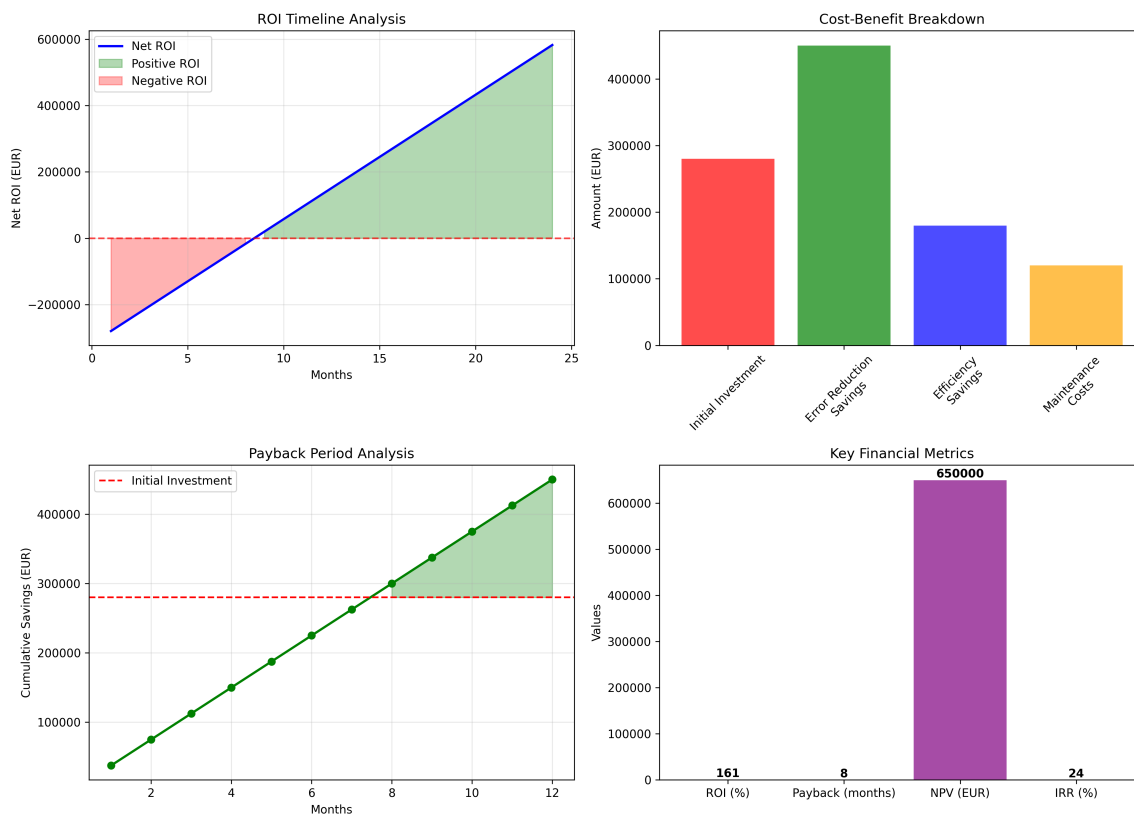 ROI Timeline Analysis
Net ROI
Positive ROI
Negative ROI
600000
400000
200000
0
−200000
Net ROI (EUR)
0
5
10
15
20
25
Months
Cost-Benefit Breakdown
400000
300000
200000
100000
0
Amount (EUR)
Initial Investment
Error Reduction
Savings
Efficiency
Savings
Maintenance
Costs
Payback Period Analysis
Initial Investment
400000
300000
200000
100000
Cumulative Savings (EUR)
2
4
6
8
10
12
Months
Key Financial Metrics
600000
500000
400000
300000
200000
100000
0
Values
161
8
650000
24
ROI (%)
Payback (months)
NPV (EUR)
IRR (%)